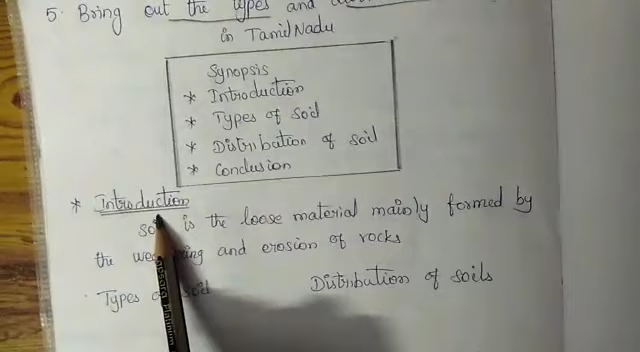 5. Bring out the types and
in TamilNadu
Synopsis
* Introduction
* Types of Soil
* Distribution of Soil
* Conclusion
* Introduction
is the loose material mainly formed by
the and erosion of rocks
Types soil Distribution of soils